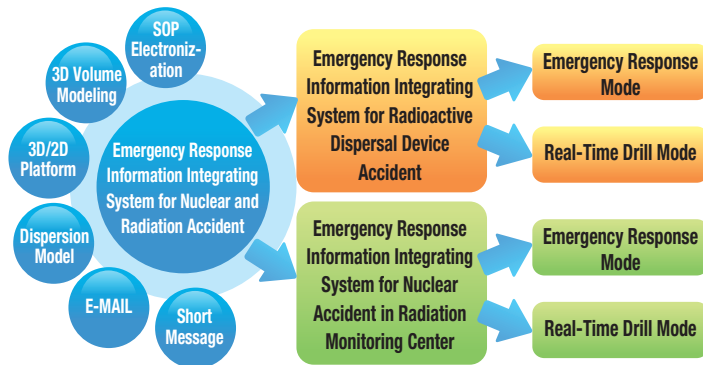 SOP
Electroniz-
ation
3D Volume
Modeling
3D/2D
Platform
Dispersion
Model
E-MAIL
Short
Message
Emergency Response
Information Integrating
System for Nuclear and
Radiation Accident
Emergency Response
Information Integrating
System for Radioactive
Dispersal Device
Accident
Emergency Response
Mode
Real-Time Drill Mode
Emergency Response
Information Integrating
System for Nuclear
Accident in Radiation
Monitoring Center
Emergency Response
Mode
Real-Time Drill Mode